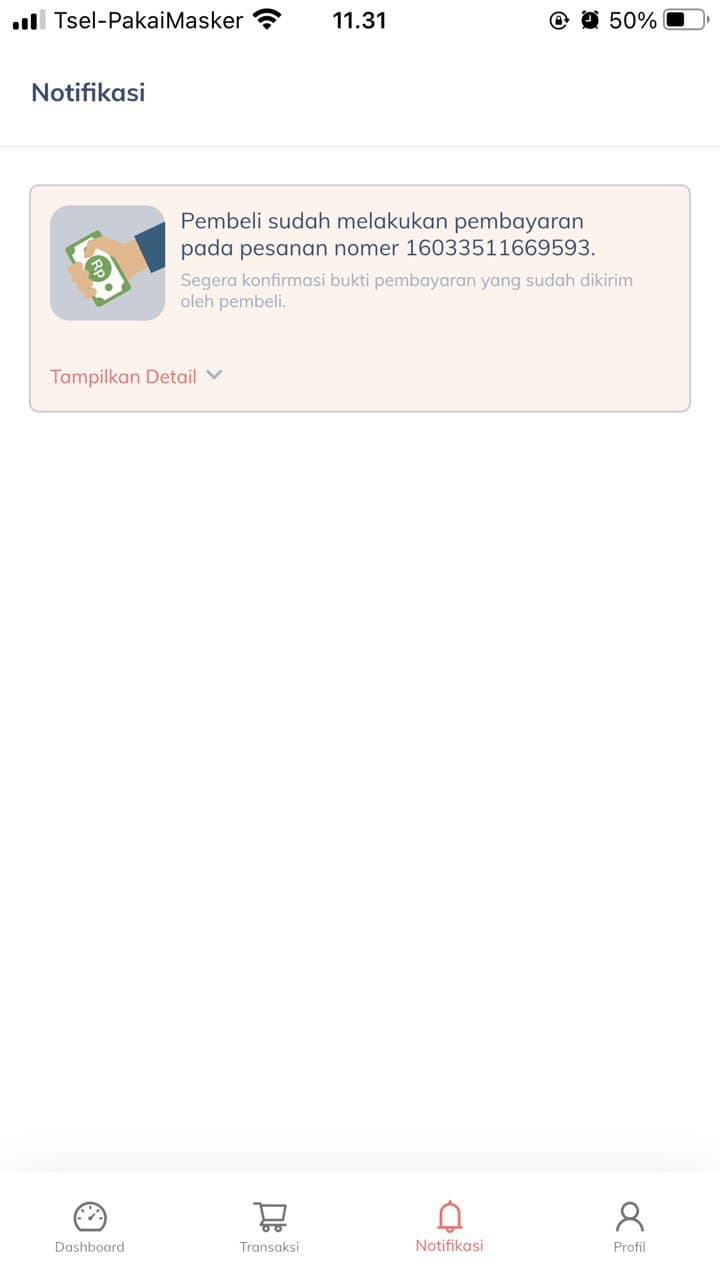 Tsel-PakaiMasker 11.31 50%
Notifikasi
Pembeli sudah melakukan pembayaran
pada pesanan nomer 16033511669593.
Segera konfirmasi bukti pembayaran yang sudah dikirim
oleh pembeli.
RP
Tampilkan Detail
Dashboard Transaksi Notifikasi Profil